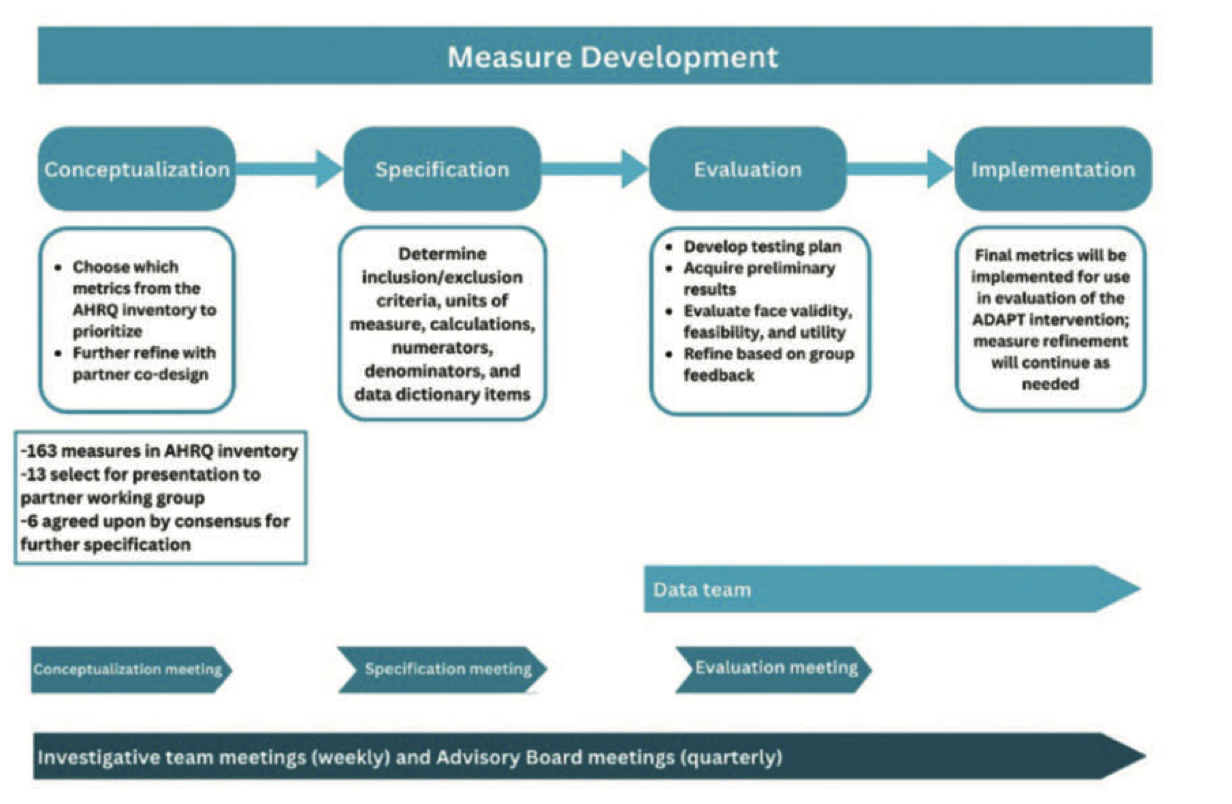 Measure Development
Conceptualization
Specification
Evaluation
Implementation
• Choose which
metrics from the
AHRQ inventory to
prioritize
• Further refine with
partner co-design
Determine
inclusion/exclusion
criteria, units of
measure, calculations,
numerators,
denominators, and
data dictionary items
• Develop testing plan
• Acquire preliminary
results
• Evaluate face validity,
feasibility, and utility
• Refine based on group
feedback
Final metrics will be
implemented for use
in evaluation of the
ADAPT intervention;
measure refinement
will continue as
needed
-163 measures in AHRQ inventory
-13 select for presentation to
partner working group
-6 agreed upon by consensus for
further specification
Data team
Conceptualization meeting
Specification meeting
Evaluation meeting
Investigative team meetings (weekly) and Advisory Board meetings (quarterly)